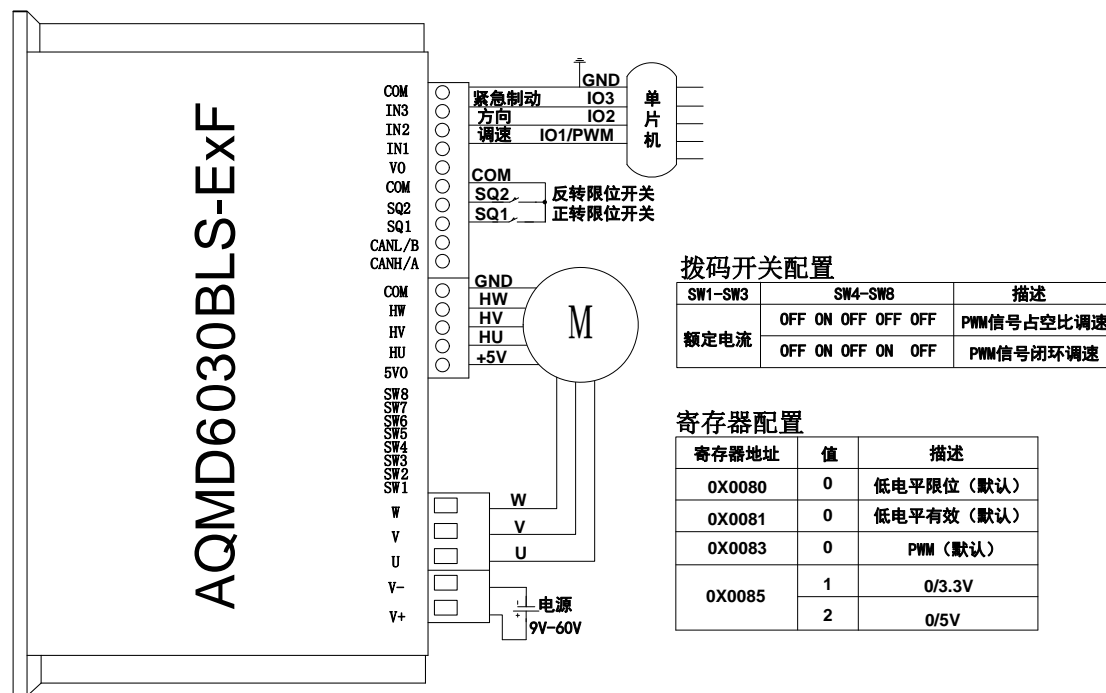 AQMD6030BLS-ExF
COM
IN3
IN2
IN1
VO
COM
SQ2
SQ1
CANL/B
CANH/A
COM
HW
HV
HU
5VO
SW8
SW7
SW6
SW5
SW4
SW3
SW2
SW1
W
V
U
V-
V+
GND
紧急制动 IO3
方向 IO2
调速 IO1/PWM
单片机
COM
SQ2 反转限位开关
SQ1 正转限位开关
GND
HW
HV
HU
+5V
M
W
V
U
电源
9V-60V
拨码开关配置
SW1-SW3 SW4-SW8 描述
额定电流
OFF ON OFF OFF OFF PWM信号占空比调速
OFF ON OFF ON OFF PWM信号闭环调速
寄存器配置
寄存器地址 值 描述
0X0080 0 低电平限位（默认）
0X0081 0 低电平有效（默认）
0X0083 0 PWM（默认）
0X0085
1 0/3.3V
2 0/5V